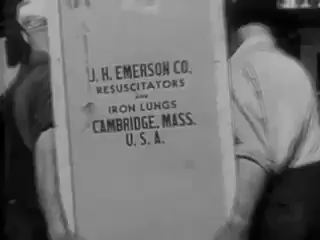 J. H. EMERSON CO.
RESUSCITATORS
AND
IRON LUNGS
CAMBRIDGE, MASS.
U. S. A.